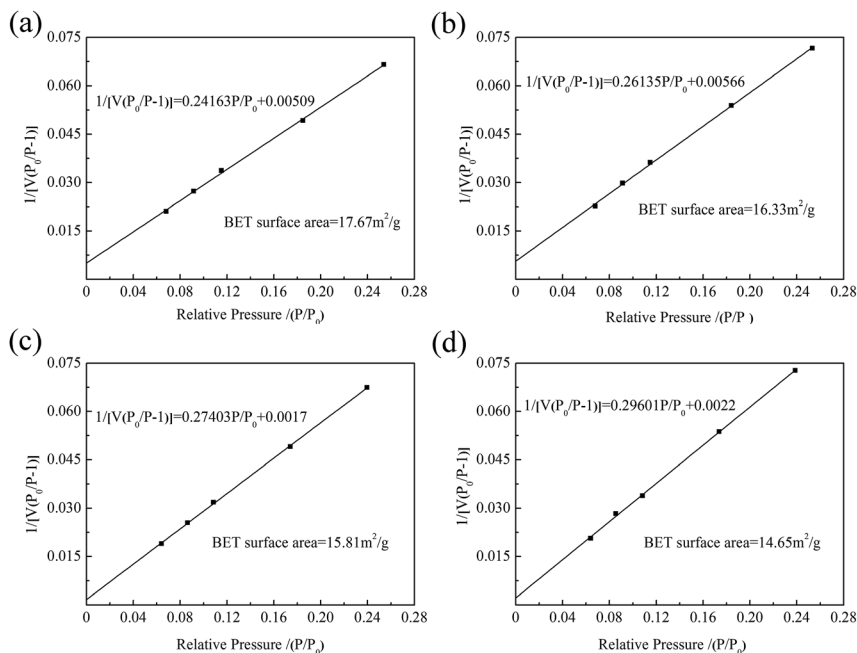 (a)
0.075
0.060
0.045
0.030
0.015
1/[V(P₀/P-1)]
1/[V(P₀/P-1)]=0.24163P/P₀+0.00509
BET surface area=17.67m²/g
0 0.04 0.08 0.12 0.16 0.20 0.24 0.28
Relative Pressure /(P/P₀)
(b)
0.075
0.060
0.045
0.030
0.015
1/[V(P₀/P-1)]
1/[V(P₀/P-1)]=0.26135P/P₀+0.00566
BET surface area=16.33m²/g
0 0.04 0.08 0.12 0.16 0.20 0.24 0.28
Relative Pressure /(P/P )
(c)
0.075
0.060
0.045
0.030
0.015
1/[V(P₀/P-1)]
1/[V(P₀/P-1)]=0.27403P/P₀+0.0017
BET surface area=15.81m²/g
0 0.04 0.08 0.12 0.16 0.20 0.24 0.28
Relative Pressure /(P/P₀)
(d)
0.075
0.060
0.045
0.030
0.015
1/[V(P₀/P-1)]
1/[V(P₀/P-1)]=0.29601P/P₀+0.0022
BET surface area=14.65m²/g
0 0.04 0.08 0.12 0.16 0.20 0.24 0.28
Relative Pressure /(P/P₀)